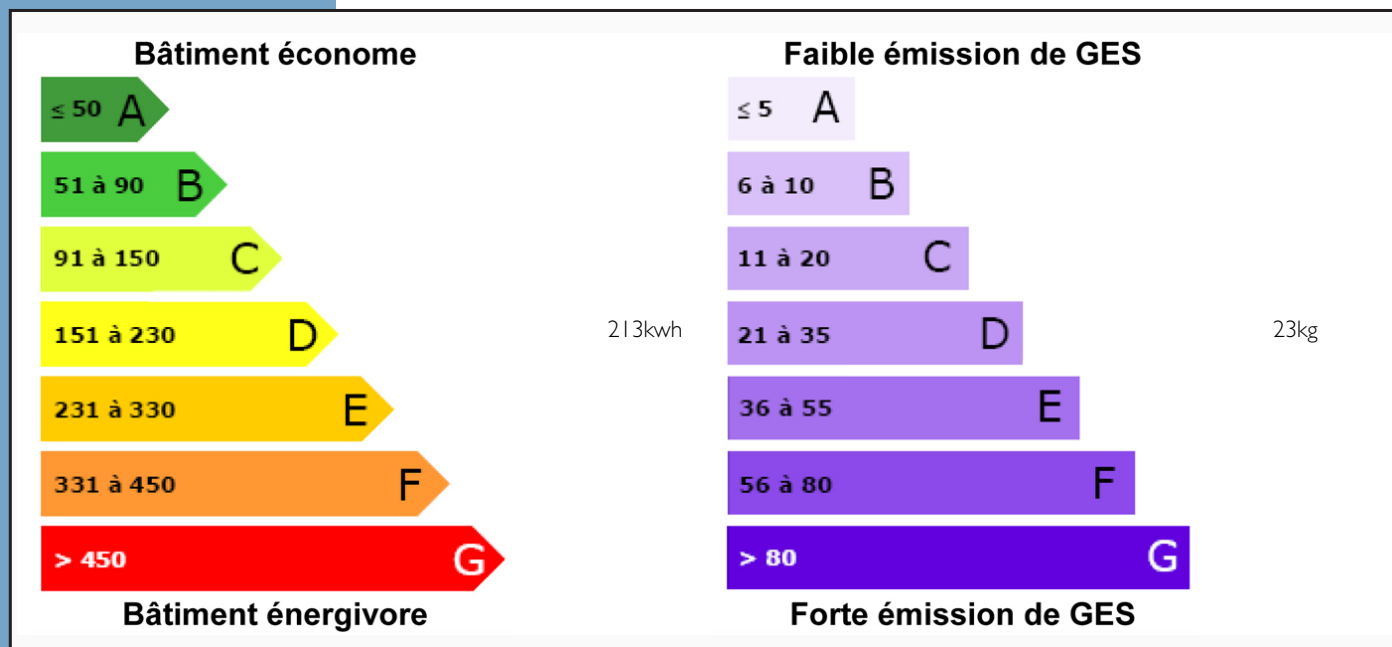 Bâtiment économe
≤ 50 A
51 à 90 B
91 à 150 C
151 à 230 D
213kwh
231 à 330 E
331 à 450 F
> 450 G
Bâtiment énergivore
Faible émission de GES
≤ 5 A
6 à 10 B
11 à 20 C
21 à 35 D
23kg
36 à 55 E
56 à 80 F
> 80 G
Forte émission de GES